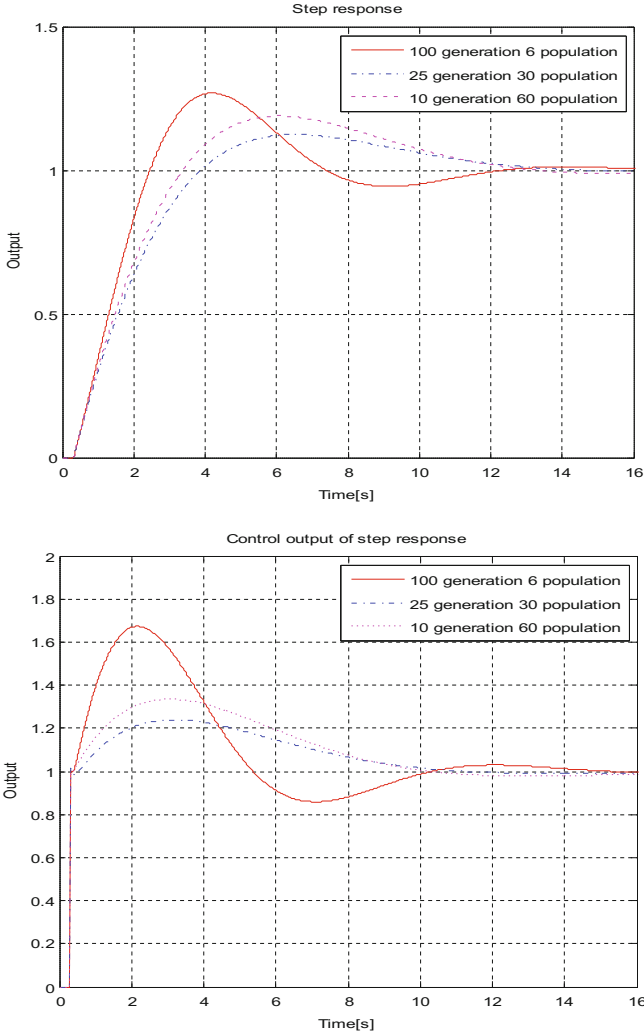 Step response
1.5
100 generation 6 population
25 generation 30 population
10 generation 60 population
1
Output
0.5
0
0 2 4 6 8 10 12 14 16
Time[s]
Control output of step response
2
100 generation 6 population
1.8
25 generation 30 population
10 generation 60 population
1.6
1.4
1.2
1
Output
0.8
0.6
0.4
0.2
0
0 2 4 6 8 10 12 14 16
Time[s]